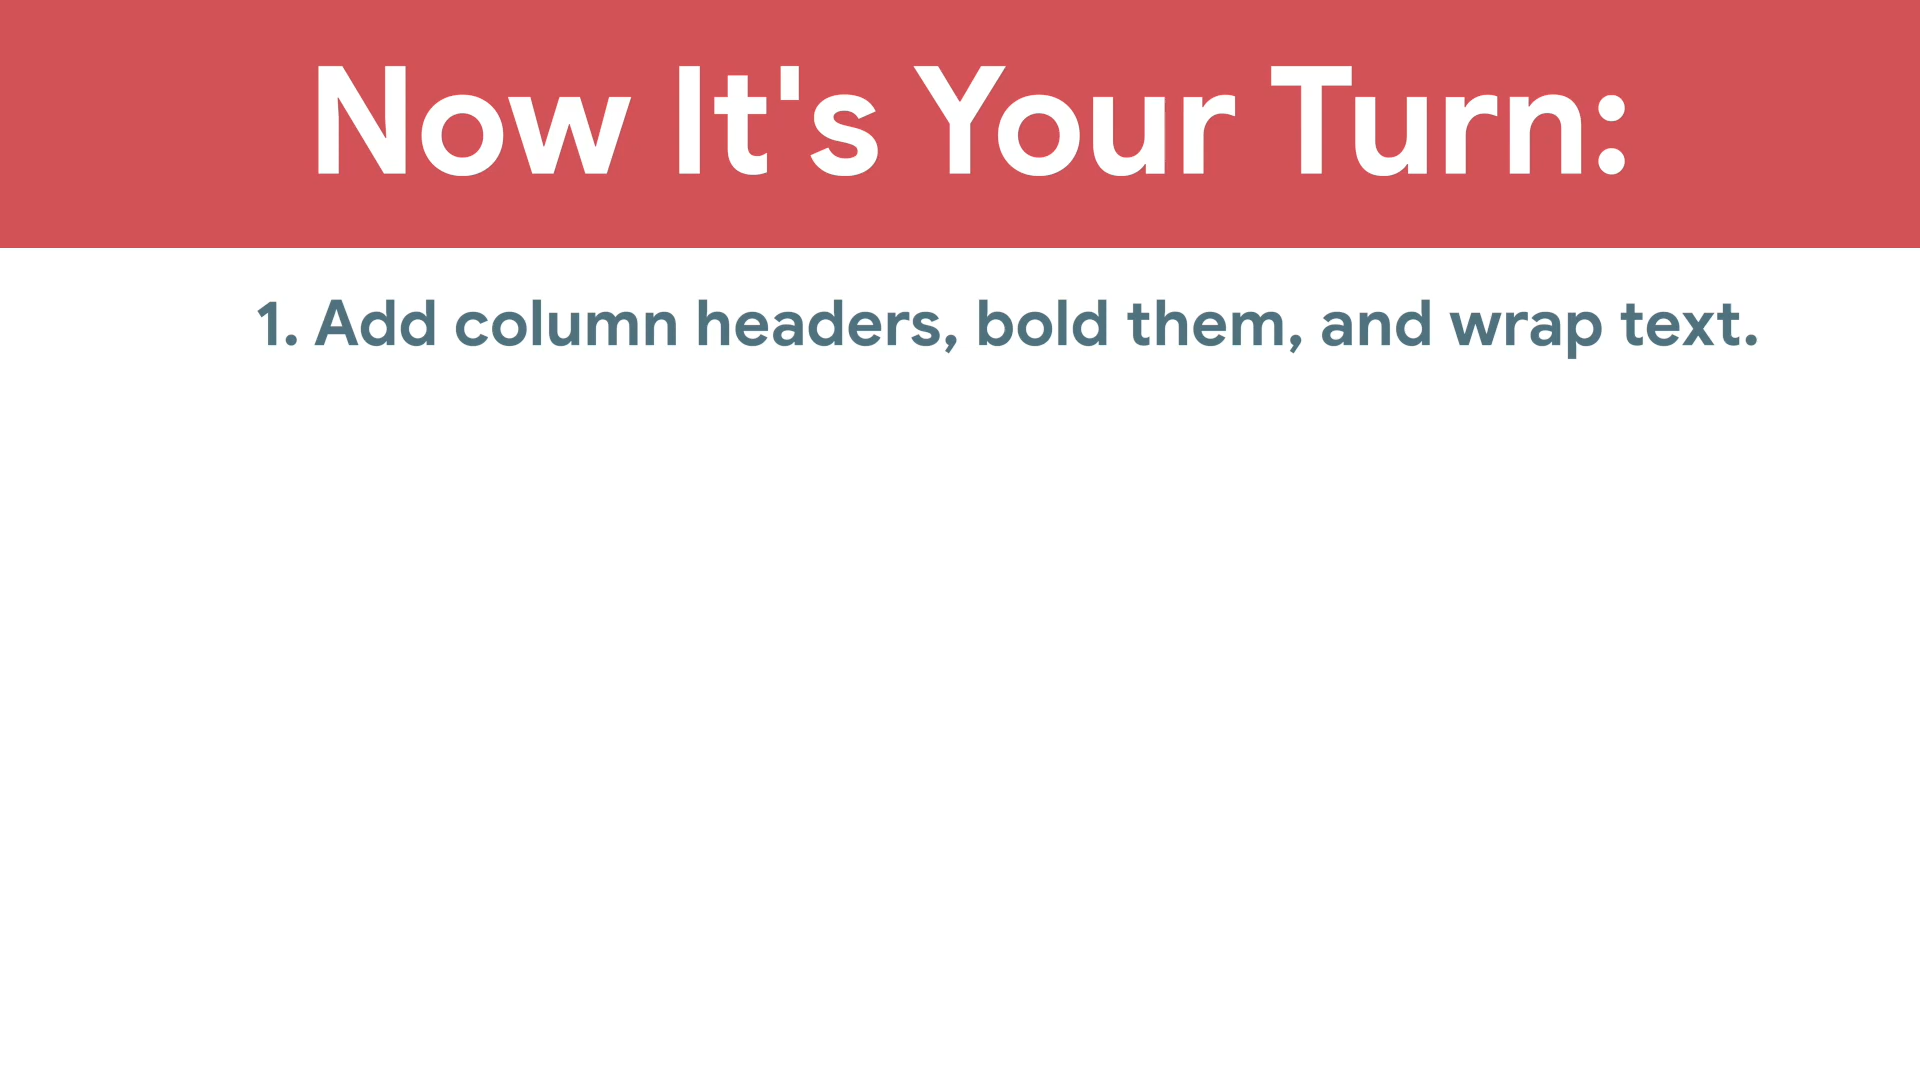 Now It's Your Turn:
1. Add column headers, bold them, and wrap text.